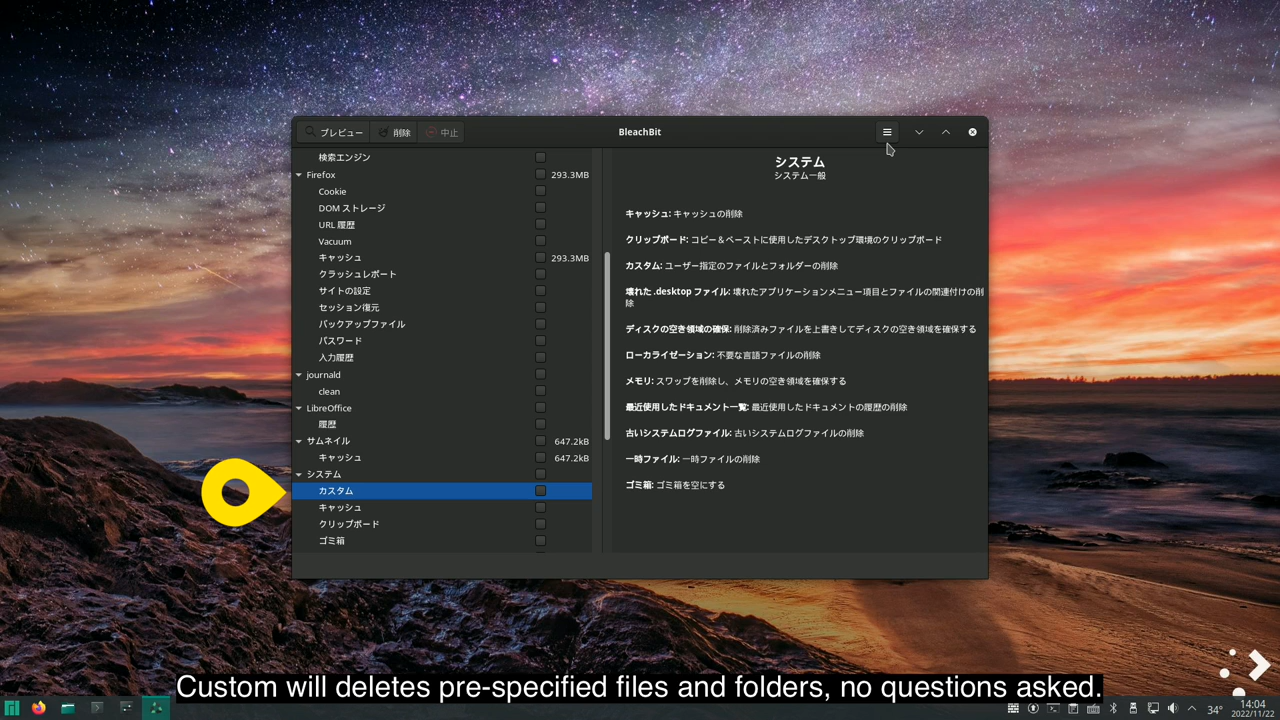 プレビュー 削除 中止 BleachBit
検索エンジン
Firefox 293.3MB
Cookie
DOM ストレージ
URL 履歴
Vacuum
キャッシュ 293.3MB
クラッシュレポート
サイトの設定
セッション復元
バックアップファイル
パスワード
入力履歴
journald
clean
LibreOffice
履歴
サムネイル 647.2kB
キャッシュ 647.2kB
システム
カスタム
キャッシュ
クリップボード
ゴミ箱
システム
システム一般
キャッシュ: キャッシュの削除
クリップボード: コピー＆ペーストに使用したデスクトップ環境のクリップボード
カスタム: ユーザー指定のファイルとフォルダーの削除
壊れた .desktop ファイル: 壊れたアプリケーションメニュー項目とファイルの関連付けの削
除
ディスクの空き領域の確保: 削除済みファイルを上書きしてディスクの空き領域を確保する
ローカライゼーション: 不要な言語ファイルの削除
メモリ: スワップを削除し、メモリの空き領域を確保する
最近使用したドキュメント一覧: 最近使用したドキュメントの履歴の削除
古いシステムログファイル: 古いシステムログファイルの削除
一時ファイル: 一時ファイルの削除
ゴミ箱: ゴミ箱を空にする
Custom will deletes pre-specified files and folders, no questions asked.
34° 14:04
2022/11/22